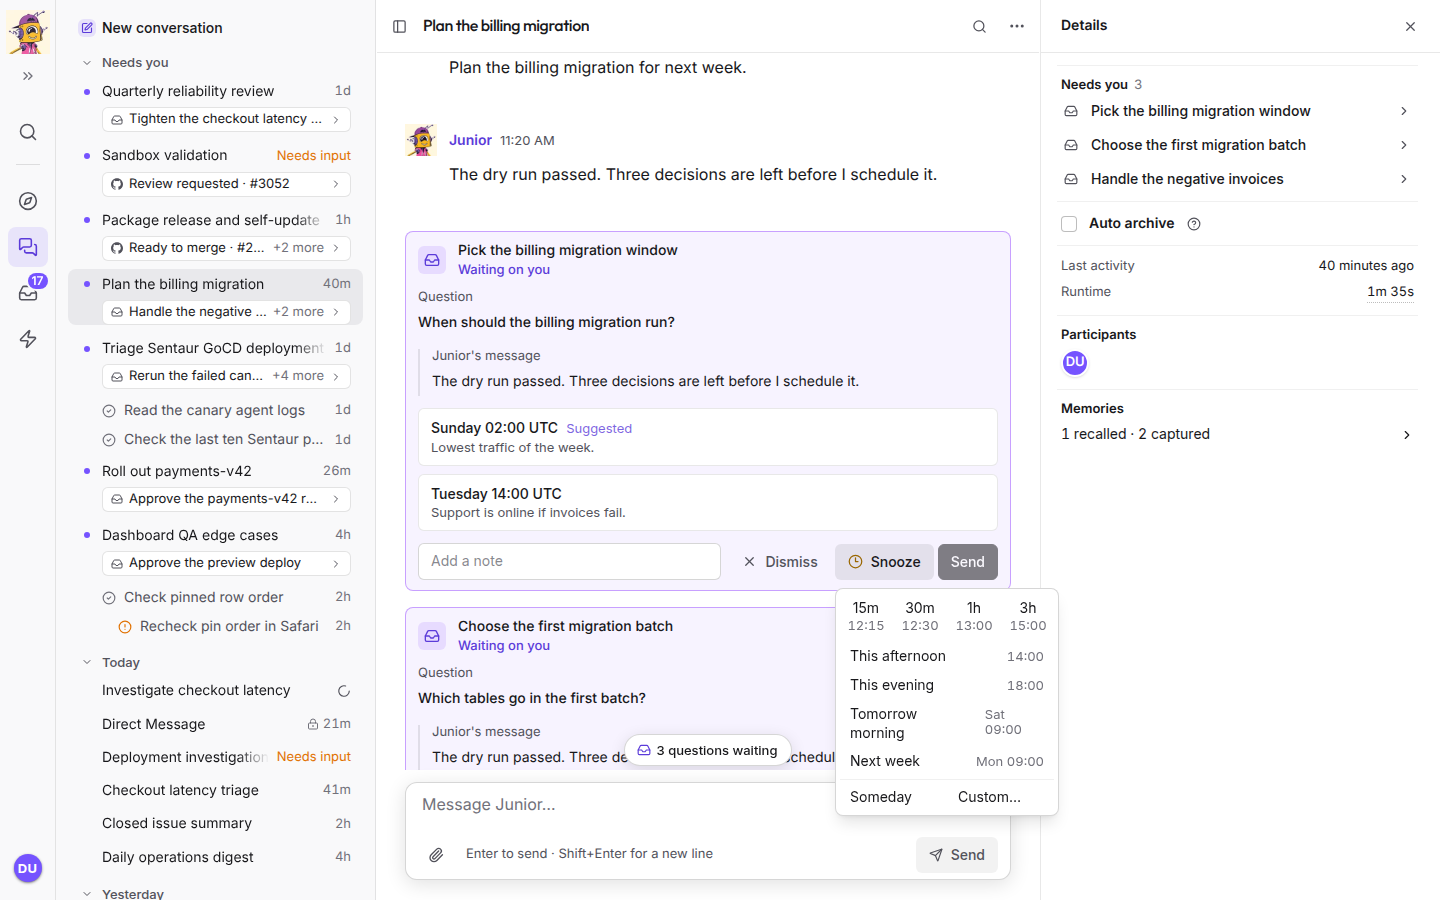 New conversation
Needs you
Quarterly reliability review 1d
Tighten the checkout latency ...
Sandbox validation Needs input
Review requested · #3052
Package release and self-update 1h
Ready to merge · #2... +2 more
Plan the billing migration 40m
Handle the negative ... +2 more
Triage Sentaur GoCD deployment 1d
Rerun the failed can... +4 more
Read the canary agent logs 1d
Check the last ten Sentaur p... 1d
Roll out payments-v42 26m
Approve the payments-v42 r...
Dashboard QA edge cases 4h
Approve the preview deploy
Check pinned row order 2h
Recheck pin order in Safari 2h
Today
Investigate checkout latency
Direct Message 21m
Deployment investigation Needs input
Checkout latency triage 41m
Closed issue summary 2h
Daily operations digest 4h
Yesterday
17
DU
Plan the billing migration
Plan the billing migration for next week.
Junior 11:20 AM
The dry run passed. Three decisions are left before I schedule it.
Pick the billing migration window
Waiting on you
Question
When should the billing migration run?
Junior's message
The dry run passed. Three decisions are left before I schedule it.
Sunday 02:00 UTC Suggested
Lowest traffic of the week.
Tuesday 14:00 UTC
Support is online if invoices fail.
Add a note
Dismiss
Snooze
Send
15m 30m 1h 3h
12:15 12:30 13:00 15:00
This afternoon 14:00
This evening 18:00
Tomorrow morning Sat 09:00
Next week Mon 09:00
Someday Custom...
Choose the first migration batch
Waiting on you
Question
Which tables go in the first batch?
Junior's message
The dry run passed. Three de
schedul
3 questions waiting
Message Junior...
Enter to send · Shift+Enter for a new line
Send
Details
Needs you 3
Pick the billing migration window
Choose the first migration batch
Handle the negative invoices
Auto archive
Last activity 40 minutes ago
Runtime 1m 35s
Participants
DU
Memories
1 recalled · 2 captured